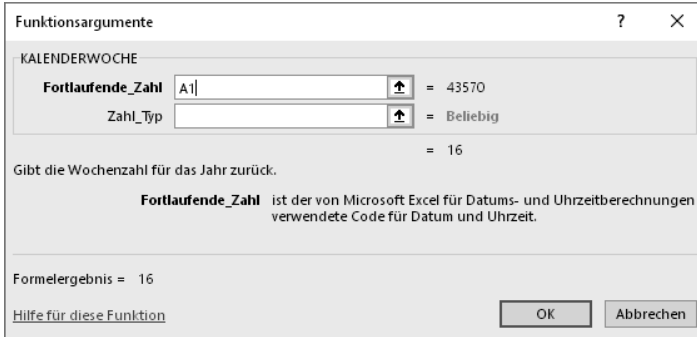 Funktionsargumente ? ✕
KALENDERWOCHE
Fortlaufende_Zahl A1 = 43570
Zahl_Typ = Beliebig
= 16
Gibt die Wochenzahl für das Jahr zurück.
Fortlaufende_Zahl ist der von Microsoft Excel für Datums- und Uhrzeitberechnungen
verwendete Code für Datum und Uhrzeit.
Formelergebnis = 16
Hilfe für diese Funktion OK Abbrechen